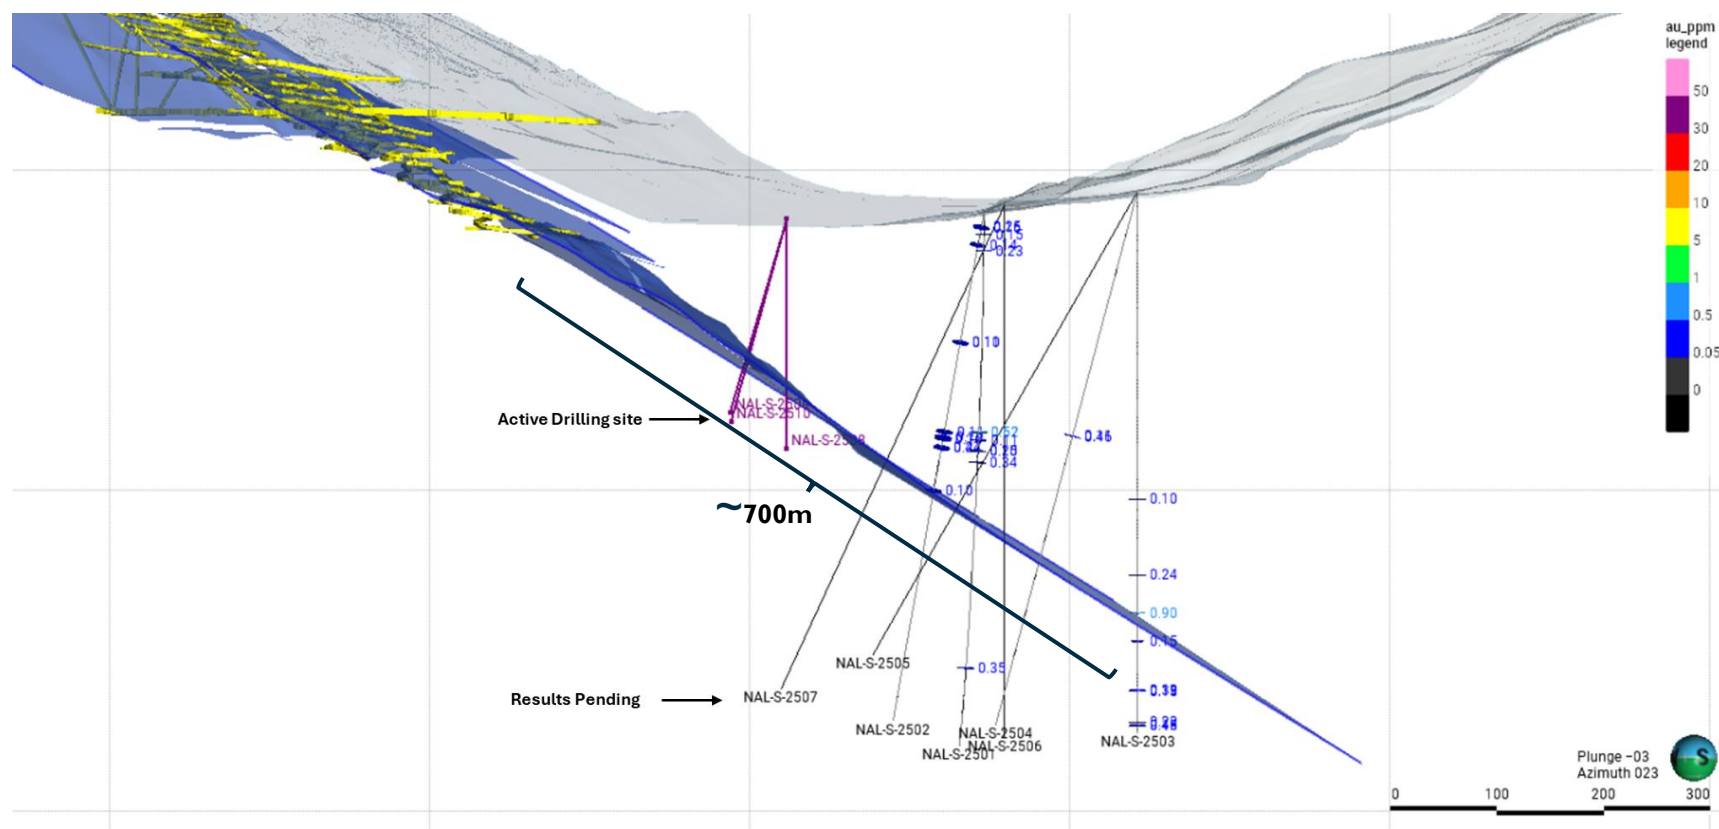 au_ppm
legend
50
30
20
10
5
1
0.5
0.05
0
0.15
0.23
0.10
0.52
0.34
0.10
0.10
0.24
0.90
0.15
0.35
Active Drilling site
NAL-S-2510
~700m
NAL-S-2505
Results Pending
NAL-S-2507
NAL-S-2502
NAL-S-2504
NAL-S-2506
NAL-S-2501
NAL-S-2503
Plunge -03
Azimuth 023
S
0 100 200 300